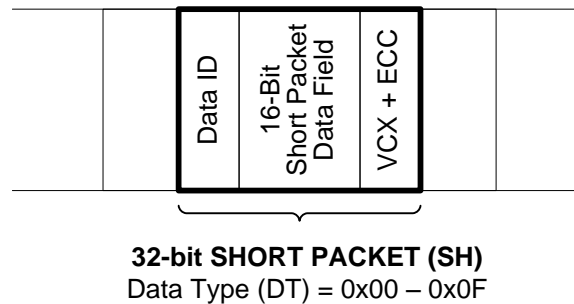 Data ID
16-Bit
Short Packet
Data Field
VCX + ECC
32-bit SHORT PACKET (SH)
Data Type (DT) = 0x00 – 0x0F